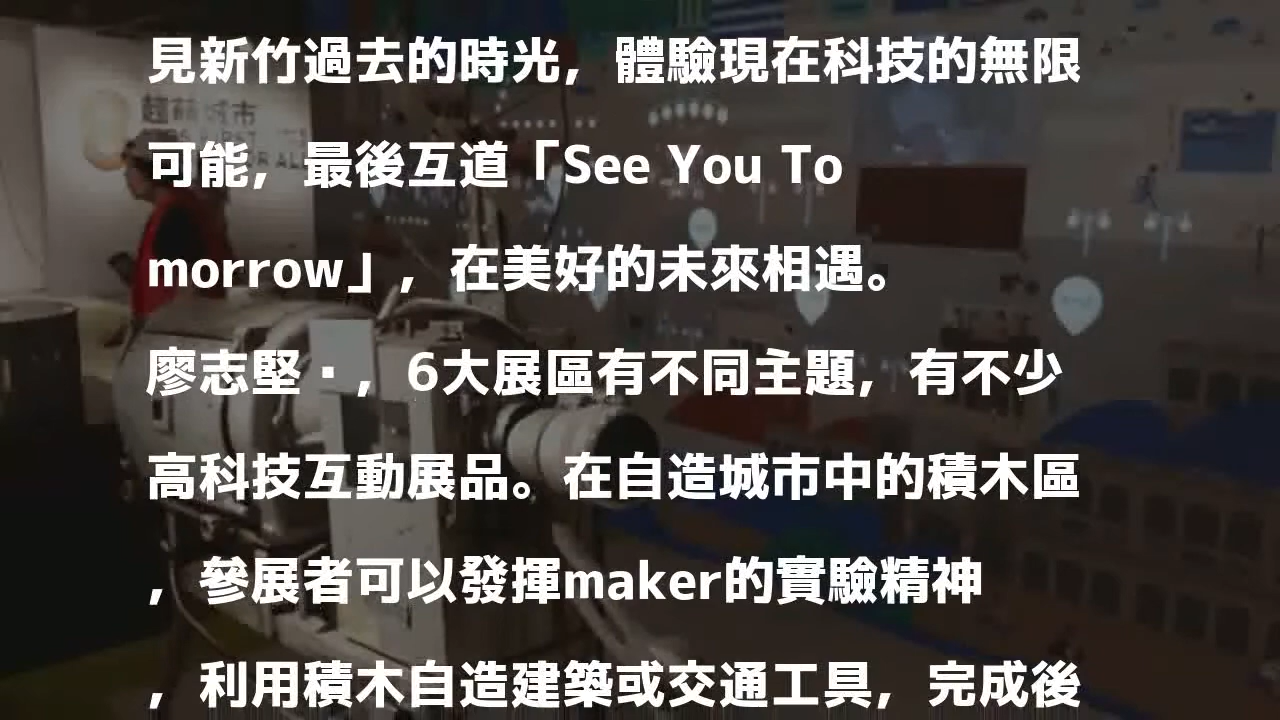 見新竹過去的時光，體驗現在科技的無限
可能，最後互道「See You To
morrow」，在美好的未來相遇。
廖志堅·，6大展區有不同主題，有不少
高科技互動展品。在自造城市中的積木區
，參展者可以發揮maker的實驗精神
，利用積木自造建築或交通工具，完成後